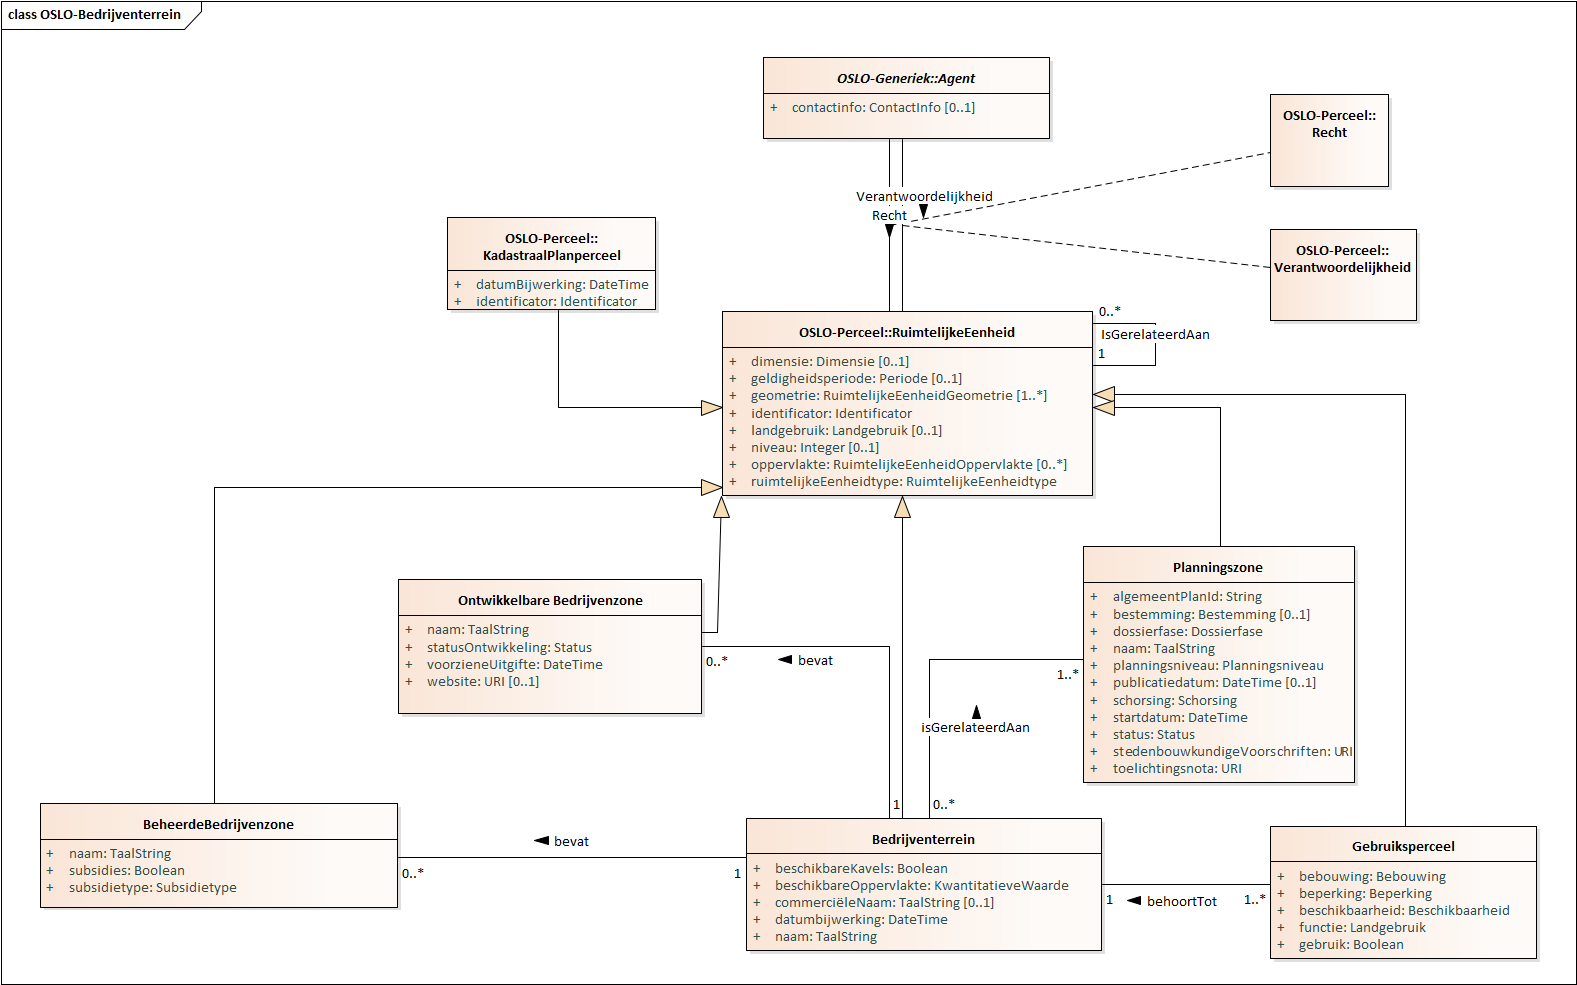 class OSLO-Bedrijventerrein
OSLO-Generiek::Agent
+ contactinfo: ContactInfo [0..1]
OSLO-Perceel::
Recht
Verantwoordelijkheid
Recht
OSLO-Perceel::
KadastraalPlanperceel
+ datumBijwerking: DateTime
+ identificator: Identificator
OSLO-Perceel::
Verantwoordelijkheid
OSLO-Perceel::RuimtelijkeEenheid
+ dimensie: Dimensie [0..1]
+ geldigheidsperiode: Periode [0..1]
+ geometrie: RuimtelijkeEenheidGeometrie [1..*]
+ identificator: Identificator
+ landgebruik: Landgebruik [0..1]
+ niveau: Integer [0..1]
+ oppervlakte: RuimtelijkeEenheidOppervlakte [0..*]
+ ruimtelijkeEenheidtype: RuimtelijkeEenheidtype
0..*
IsGerelateerdAan
1
Ontwikkelbare Bedrijvenzone
+ naam: TaalString
+ statusOntwikkeling: Status
+ voorzieneUitgifte: DateTime
+ website: URI [0..1]
0..*
bevat
1
Planningszone
+ algemeentPlanId: String
+ bestemming: Bestemming [0..1]
+ dossierfase: Dossierfase
+ naam: TaalString
+ planningsniveau: Planningsniveau
+ publicatiedatum: DateTime [0..1]
+ schorsing: Schorsing
+ startdatum: DateTime
+ status: Status
+ stedenbouwkundigeVoorschriften: URI
+ toelichtingsnota: URI
1..*
isGerelateerdAan
0..*
BeheerdeBedrijvenzone
+ naam: TaalString
+ subsidies: Boolean
+ subsidietype: Subsidietype
bevat
0..*
1
Bedrijventerrein
+ beschikbareKavels: Boolean
+ beschikbareOppervlakte: KwantitatieveWaarde
+ commerciëleNaam: TaalString [0..1]
+ datumbijwerking: DateTime
+ naam: TaalString
1
behoortTot
1..*
Gebruiksperceel
+ bebouwing: Bebouwing
+ beperking: Beperking
+ beschikbaarheid: Beschikbaarheid
+ functie: Landgebruik
+ gebruik: Boolean